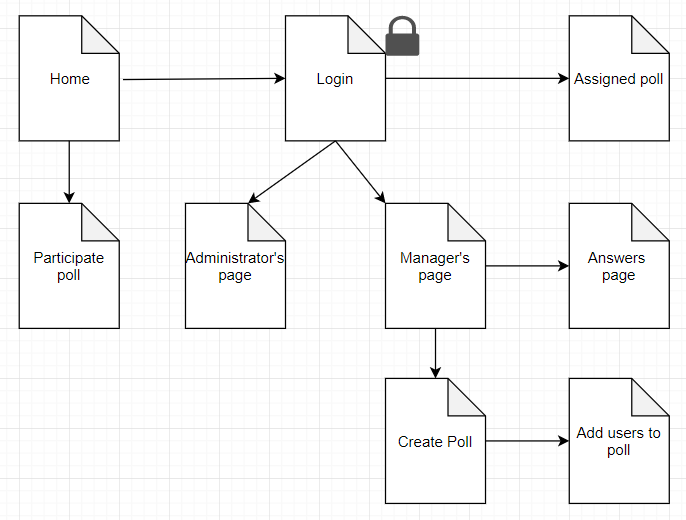 Home
Login
Assigned poll
Participate
poll
Administrator's
page
Manager's
page
Answers
page
Create Poll
Add users to
poll